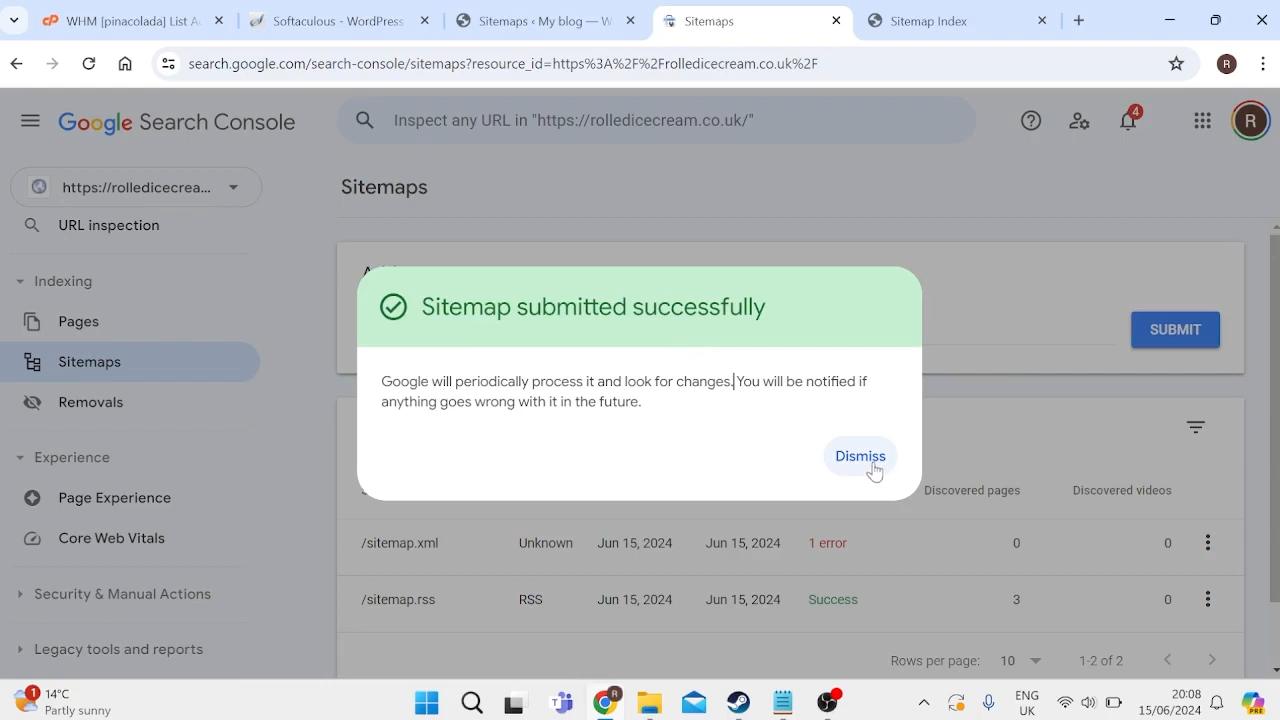 WHM [pinacolada] List A
Softaculous - WordPress
Sitemaps ‹ My blog — W
Sitemaps
Sitemap Index
search.google.com/search-console/sitemaps?resource_id=https%3A%2F%2Frolledicecream.co.uk%2F
R
Google Search Console
Inspect any URL in "https://rolledicecream.co.uk/"
4
R
https://rolledicecrea...
Sitemaps
URL inspection
Indexing
Pages
Sitemaps
Removals
Experience
Page Experience
Core Web Vitals
Security & Manual Actions
Legacy tools and reports
SUBMIT
Sitemap submitted successfully
Google will periodically process it and look for changes. You will be notified if
anything goes wrong with it in the future.
Dismiss
Discovered pages
Discovered videos
/sitemap.xml Unknown Jun 15, 2024 Jun 15, 2024 1 error 0 0
/sitemap.rss RSS Jun 15, 2024 Jun 15, 2024 Success 3 0
Rows per page: 10 1-2 of 2
1
14°C
Partly sunny
R
ENG
UK
20:08
15/06/2024
PRE